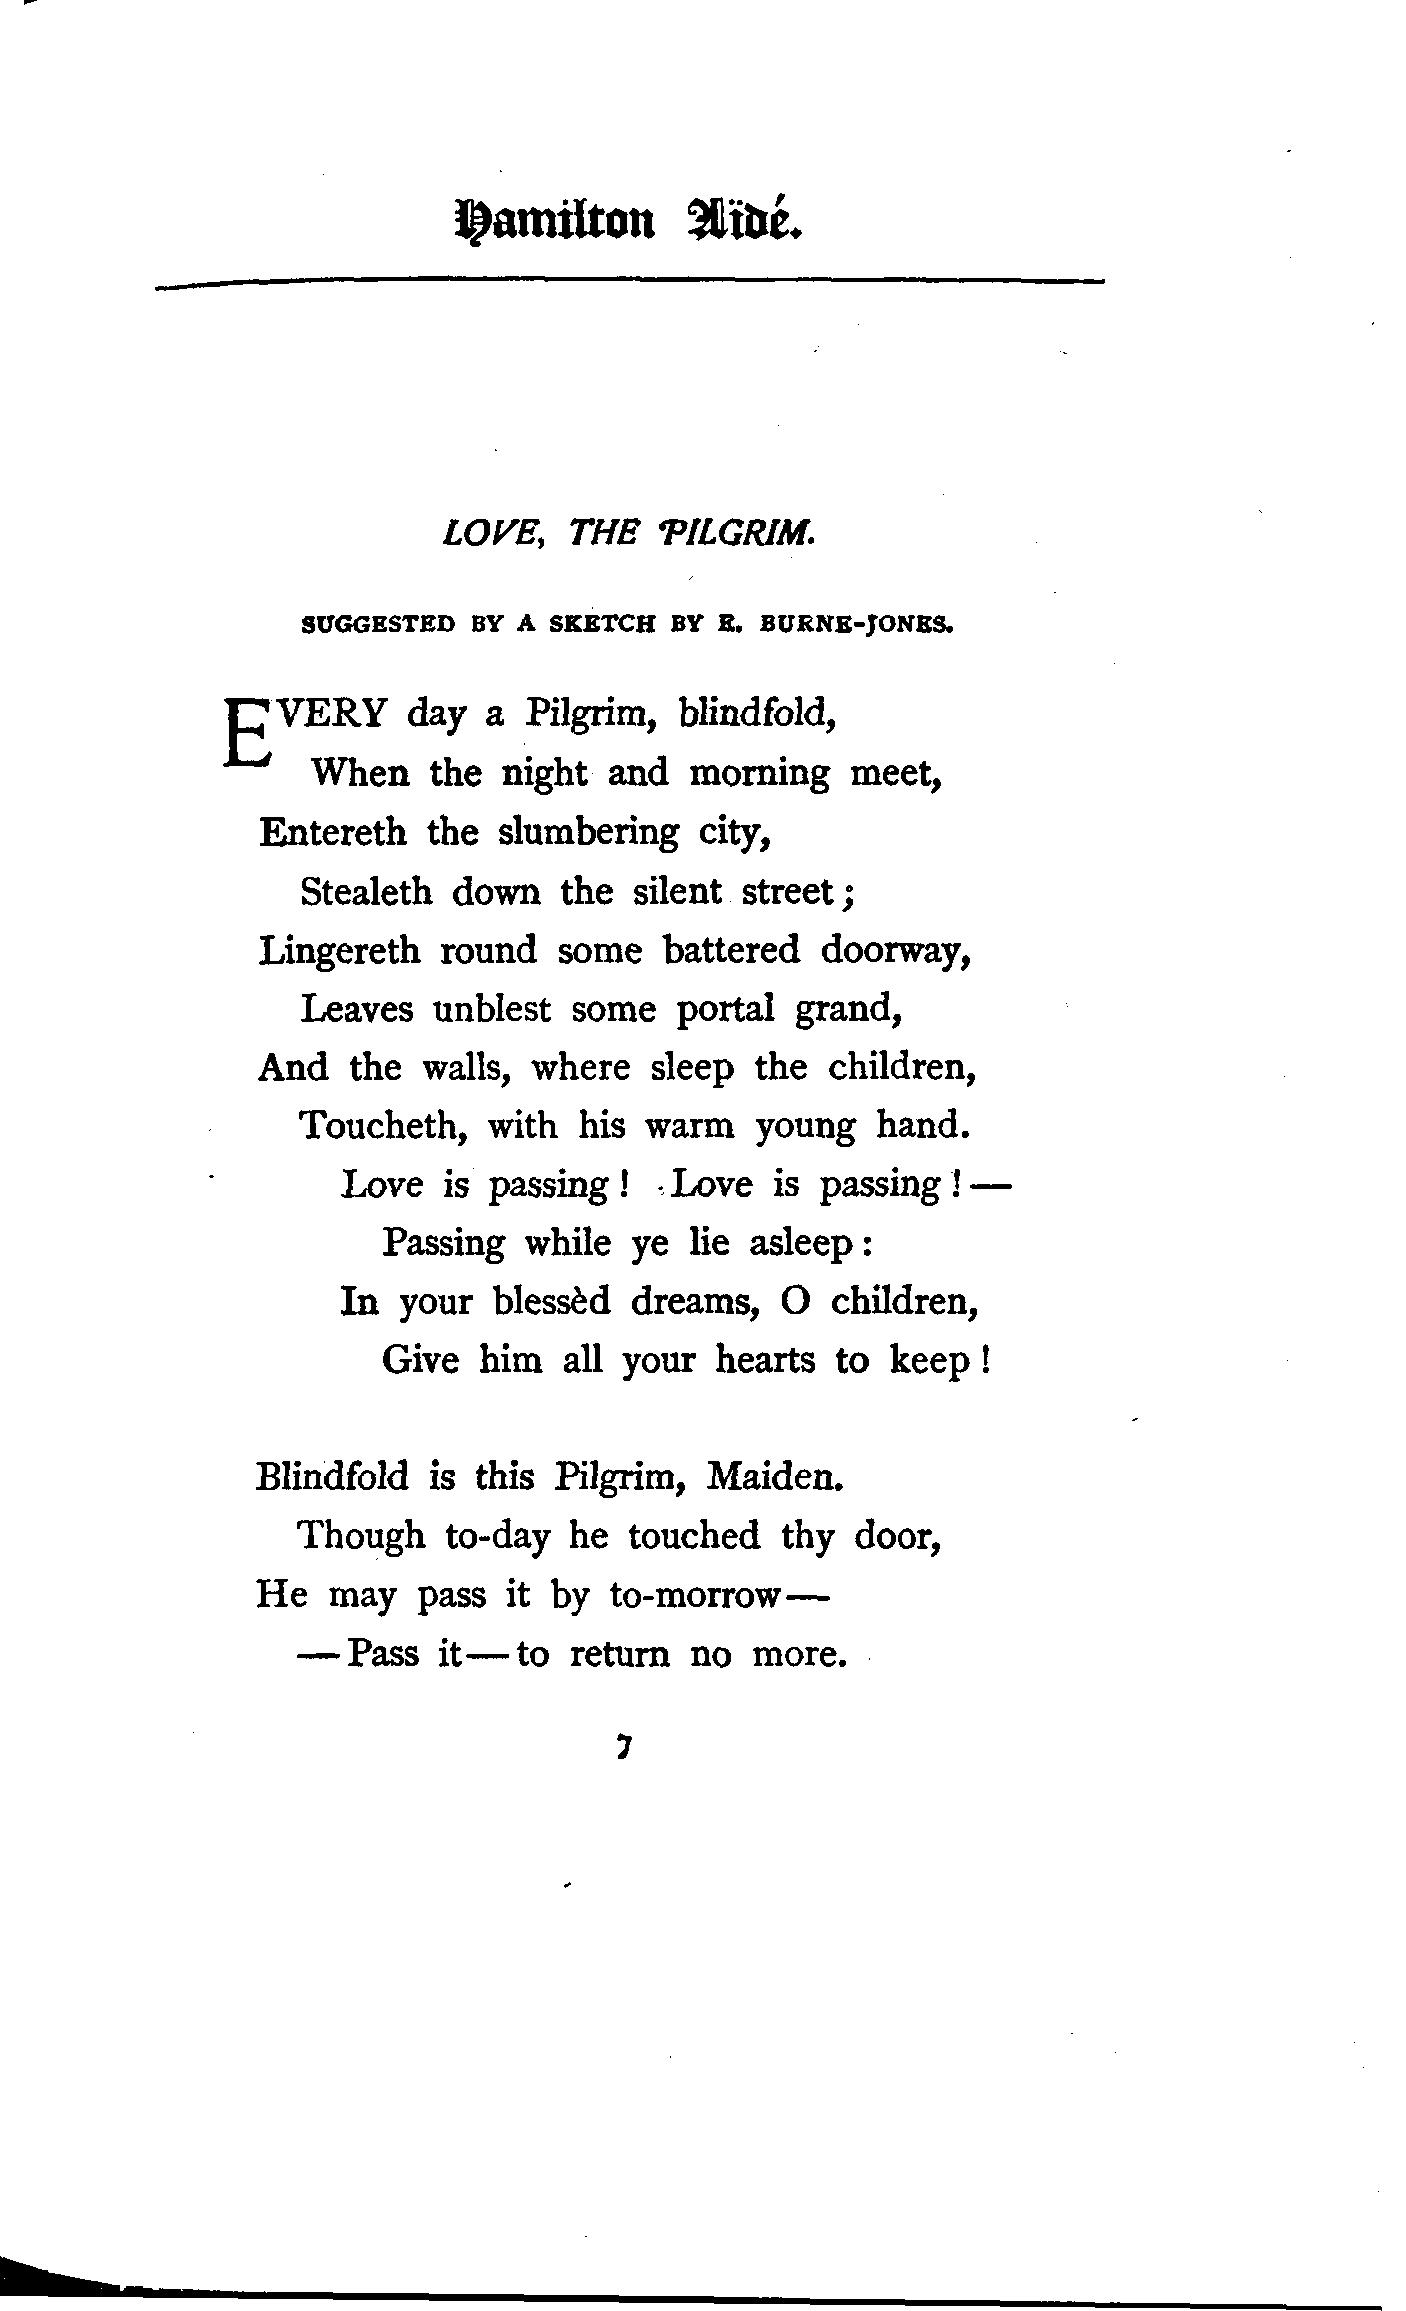 Hamilton Aïdé.
LOVE, THE PILGRIM.
SUGGESTED BY A SKETCH BY E. BURNE-JONES.
EVERY day a Pilgrim, blindfold,
When the night and morning meet,
Entereth the slumbering city,
Stealeth down the silent street;
Lingereth round some battered doorway,
Leaves unblest some portal grand,
And the walls, where sleep the children,
Toucheth, with his warm young hand.
Love is passing! Love is passing!—
Passing while ye lie asleep:
In your blessèd dreams, O children,
Give him all your hearts to keep!
Blindfold is this Pilgrim, Maiden.
Though to-day he touched thy door,
He may pass it by to-morrow—
—Pass it—to return no more.
7